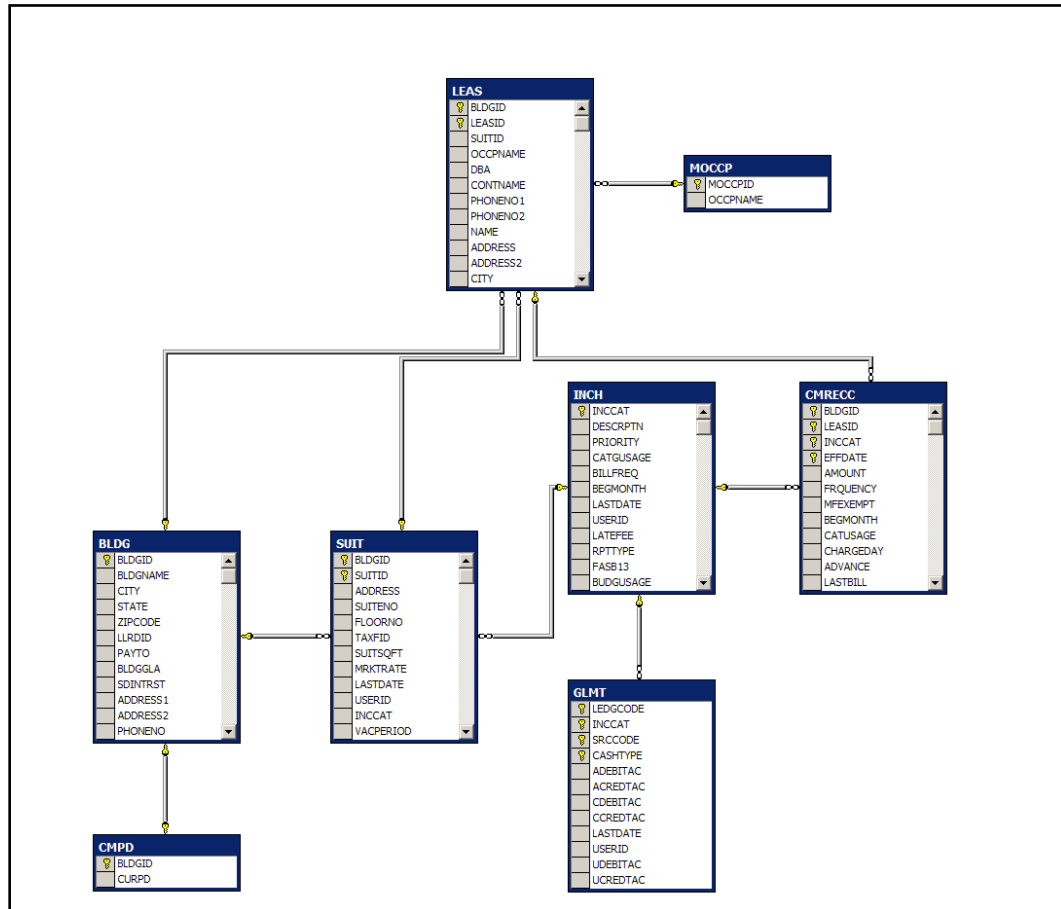 LEAS
BLDGID
LEASID
SUITID
OCCPNAME
DBA
CONTNAME
PHONENO1
PHONENO2
NAME
ADDRESS
ADDRESS2
CITY
MOCCP
MOCCPID
OCCPNAME
INCH
INCCAT
DESCRPTN
PRIORITY
CATGUSAGE
BILLFREQ
BEGMONTH
LASTDATE
USERID
LATEFEE
RPTTYPE
FASB13
BUDGUSAGE
CMRECC
BLDGID
LEASID
INCCAT
EFFDATE
AMOUNT
FRQUENCY
MFEXEMPT
BEGMONTH
CATUSAGE
CHARGEDAY
ADVANCE
LASTBILL
BLDG
BLDGID
BLDGNAME
CITY
STATE
ZIPCODE
LLRDID
PAYTO
BLDGGLA
SDINTRST
ADDRESS1
ADDRESS2
PHONENO
SUIT
BLDGID
SUITID
ADDRESS
SUITENO
FLOORNO
TAXFID
SUITSQFT
MRKTRATE
LASTDATE
USERID
INCCAT
VACPERIOD
GLMT
LEDGCODE
INCCAT
SRCCODE
CASHTYPE
ADEBITAC
ACREDTAC
CDEBITAC
CCREDTAC
LASTDATE
USERID
UDEBITAC
UCREDTAC
CMPD
BLDGID
CURPD